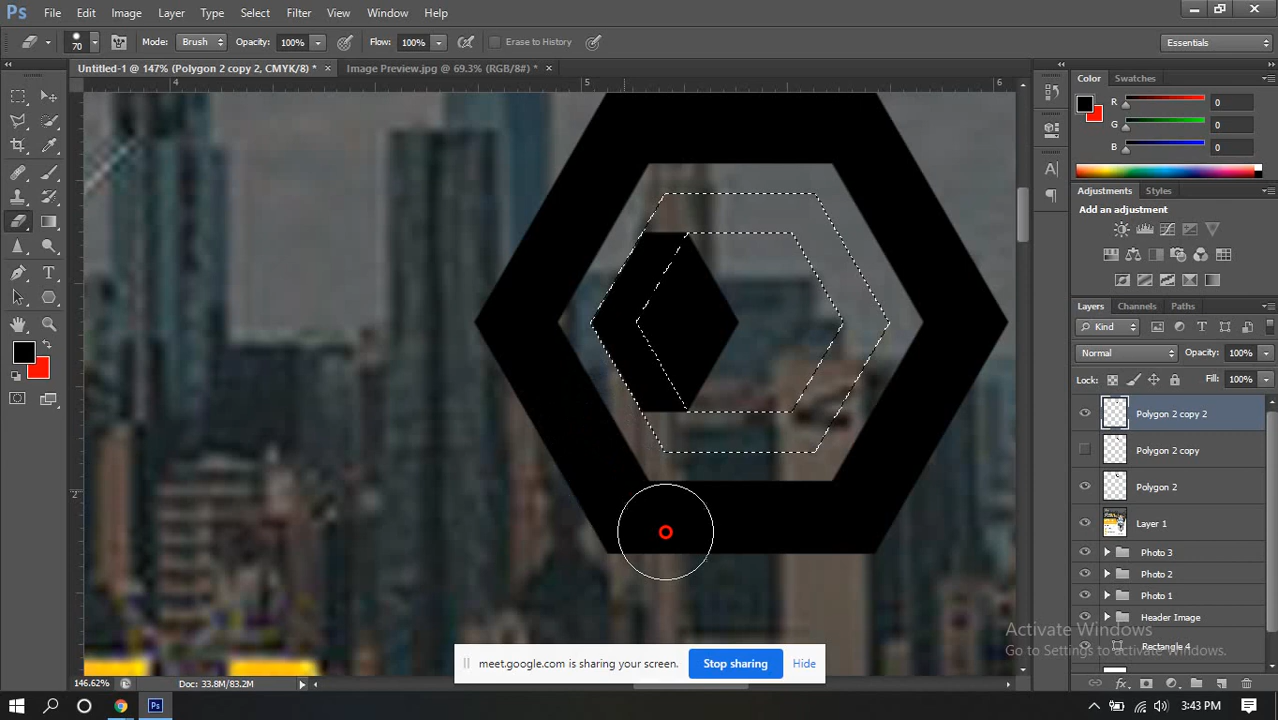 Ps File Edit Image Layer Type Select Filter View Window Help
70 Mode: Brush Opacity: 100% Flow: 100% Erase to History Essentials
Untitled-1 @ 147% (Polygon 2 copy 2, CMYK/8) * × Image Preview.jpg @ 69.3% (RGB/8#) * ×
4 5 6
2
Color Swatches
R 0
G 0
B 0
Adjustments Styles
Add an adjustment
Layers Channels Paths
Kind
Normal Opacity: 100%
Lock: Fill: 100%
Polygon 2 copy 2
Polygon 2 copy
Polygon 2
Layer 1
Photo 3
Photo 2
Photo 1
Header Image
Rectangle 4
Activate Windows
Go to Settings to activate Windows.
meet.google.com is sharing your screen. Stop sharing Hide
146.62% Doc: 33.8M/83.2M
Ps 3:43 PM